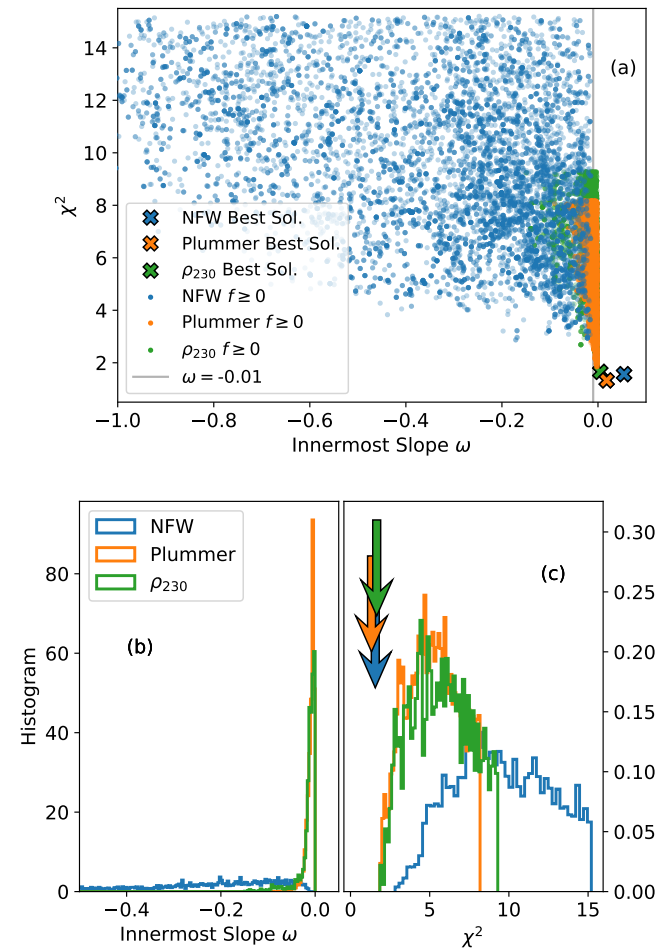 14
12
10
8
6
4
2
χ²
(a)
NFW Best Sol.
Plummer Best Sol.
ρ₂₃₀ Best Sol.
NFW f ≥ 0
Plummer f ≥ 0
ρ₂₃₀ f ≥ 0
ω = -0.01
−1.0 −0.8 −0.6 −0.4 −0.2 0.0
Innermost Slope ω
NFW
Plummer
ρ₂₃₀
(b)
80
60
40
20
0
Histogram
−0.4 −0.2 0.0
Innermost Slope ω
(c)
0.30
0.25
0.20
0.15
0.10
0.05
0.00
0 5 10 15
χ²